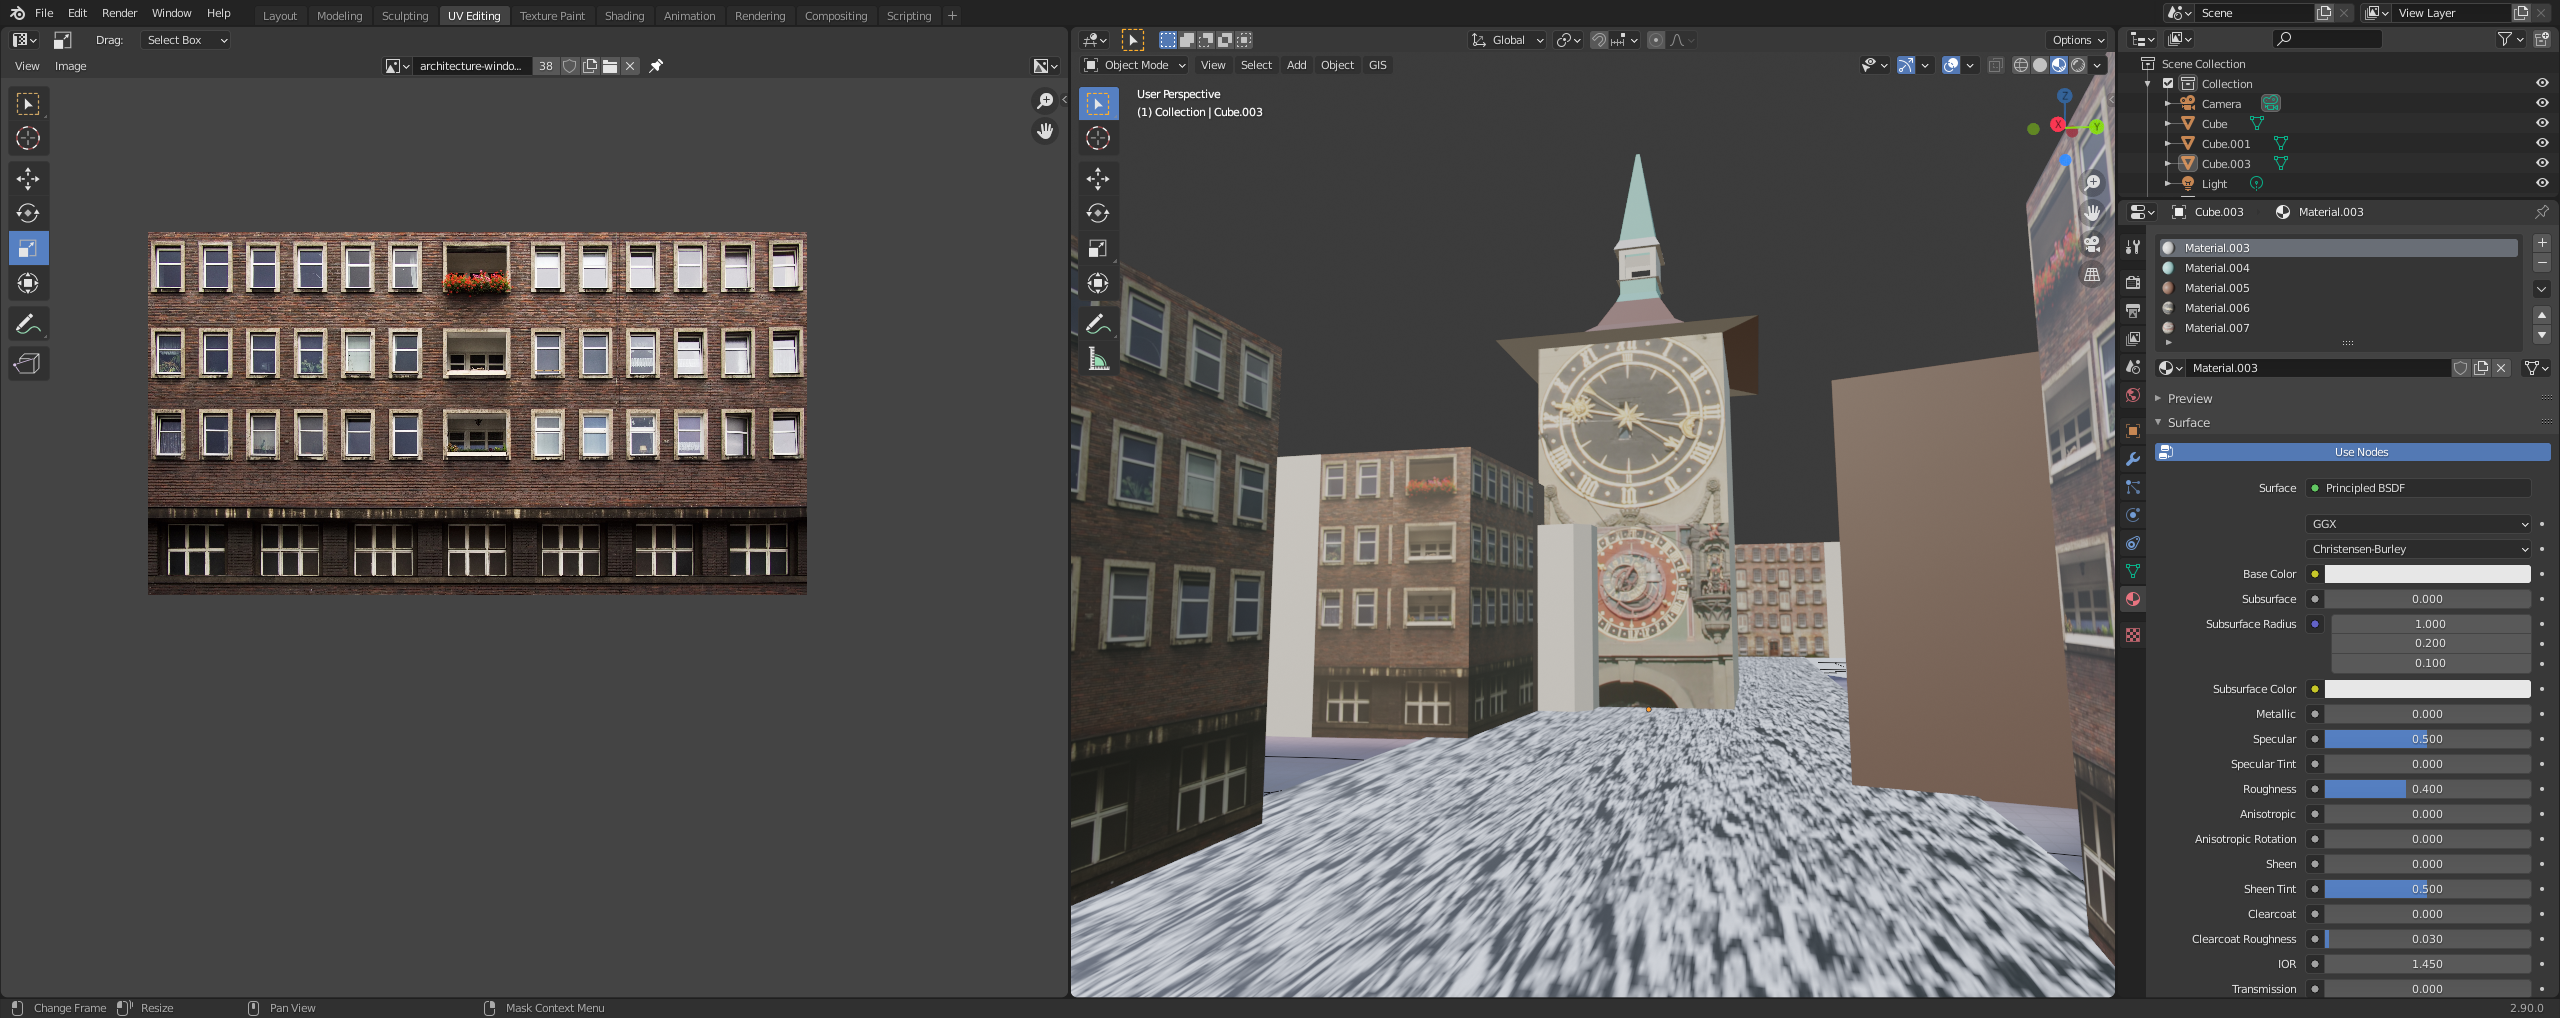 File Edit Render Window Help Layout Modeling Sculpting UV Editing Texture Paint Shading Animation Rendering Compositing Scripting + Scene View Layer
Drag: Select Box Global Options
View Image architecture-windo... 38 Object Mode View Select Add Object GIS
User Perspective
(1) Collection | Cube.003
Z
X
Y
Scene Collection
Collection
Camera
Cube
Cube.001
Cube.003
Light
Cube.003 Material.003
Material.003
Material.004
Material.005
Material.006
Material.007
Material.003
Preview
Surface
Use Nodes
Surface Principled BSDF
GGX
Christensen-Burley
Base Color
Subsurface 0.000
Subsurface Radius 1.000
0.200
0.100
Subsurface Color
Metallic 0.000
Specular 0.500
Specular Tint 0.000
Roughness 0.400
Anisotropic 0.000
Anisotropic Rotation 0.000
Sheen 0.000
Sheen Tint 0.500
Clearcoat 0.000
Clearcoat Roughness 0.030
IOR 1.450
Transmission 0.000
Change Frame Resize Pan View Mask Context Menu 2.90.0